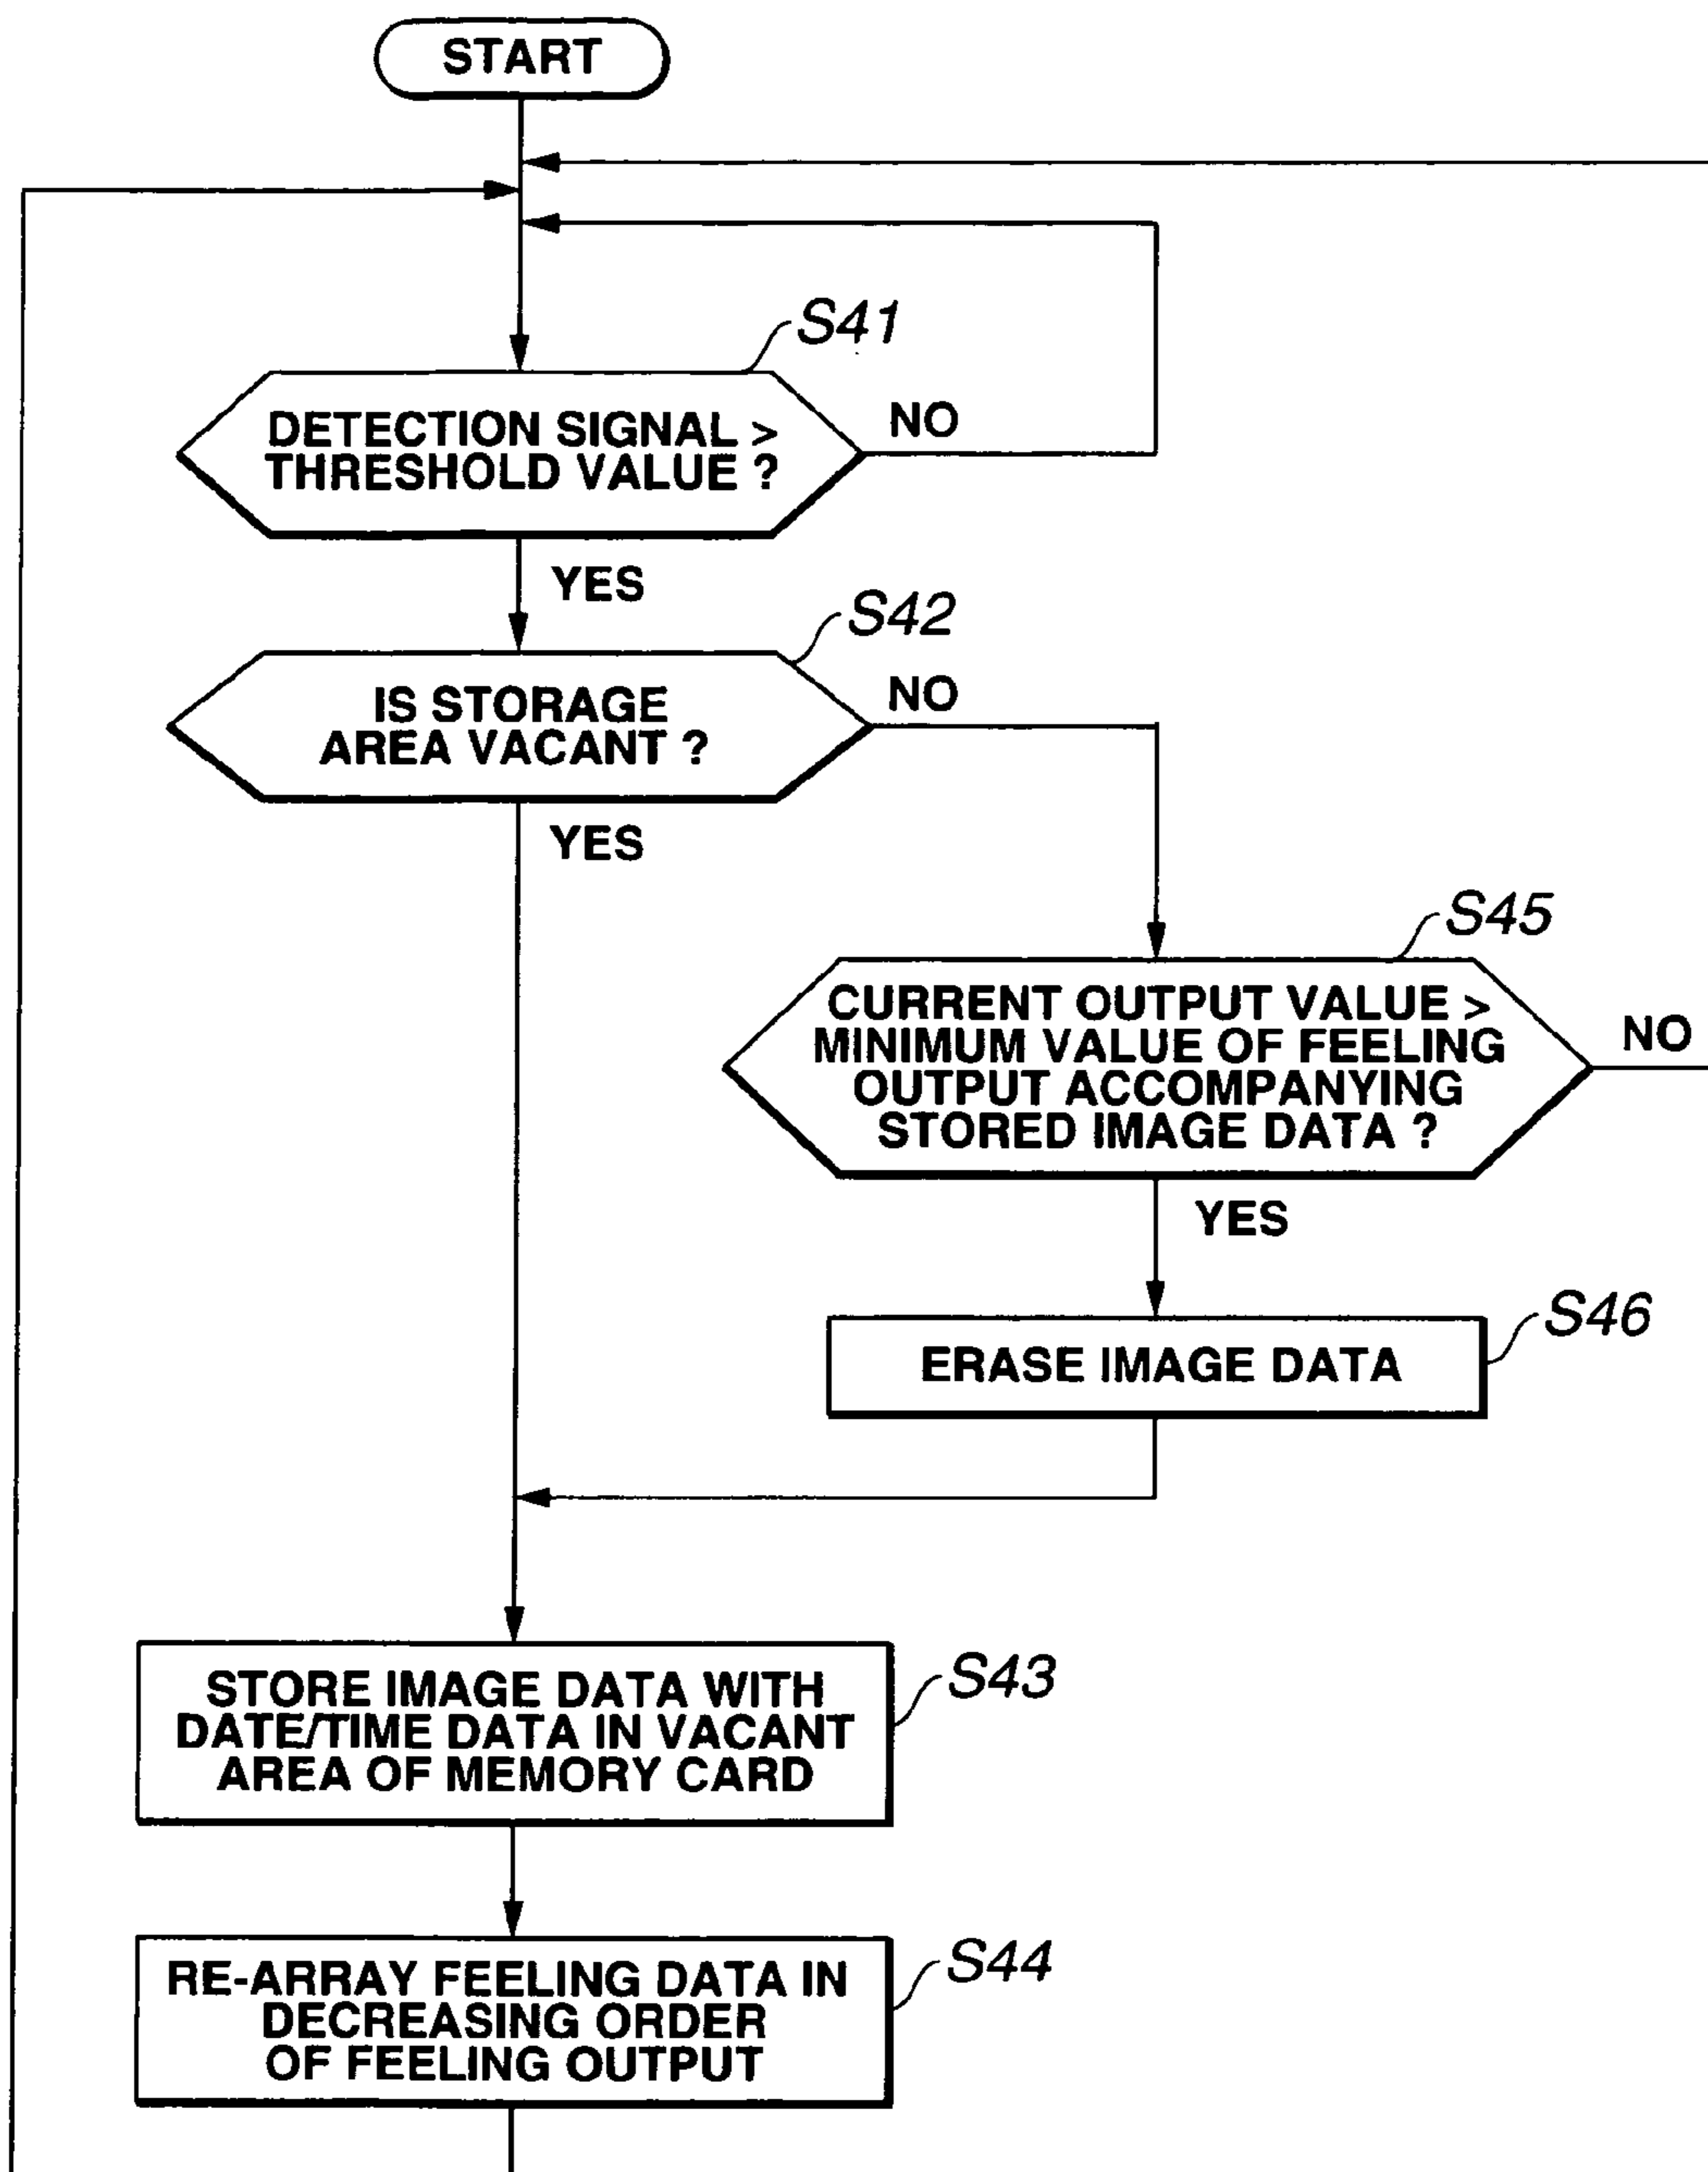 START
S41
DETECTION SIGNAL >
THRESHOLD VALUE ?
NO
YES
S42
IS STORAGE
AREA VACANT ?
NO
YES
S45
CURRENT OUTPUT VALUE >
MINIMUM VALUE OF FEELING
OUTPUT ACCOMPANYING
STORED IMAGE DATA ?
NO
YES
S46
ERASE IMAGE DATA
S43
STORE IMAGE DATA WITH
DATE/TIME DATA IN VACANT
AREA OF MEMORY CARD
S44
RE-ARRAY FEELING DATA IN
DECREASING ORDER
OF FEELING OUTPUT